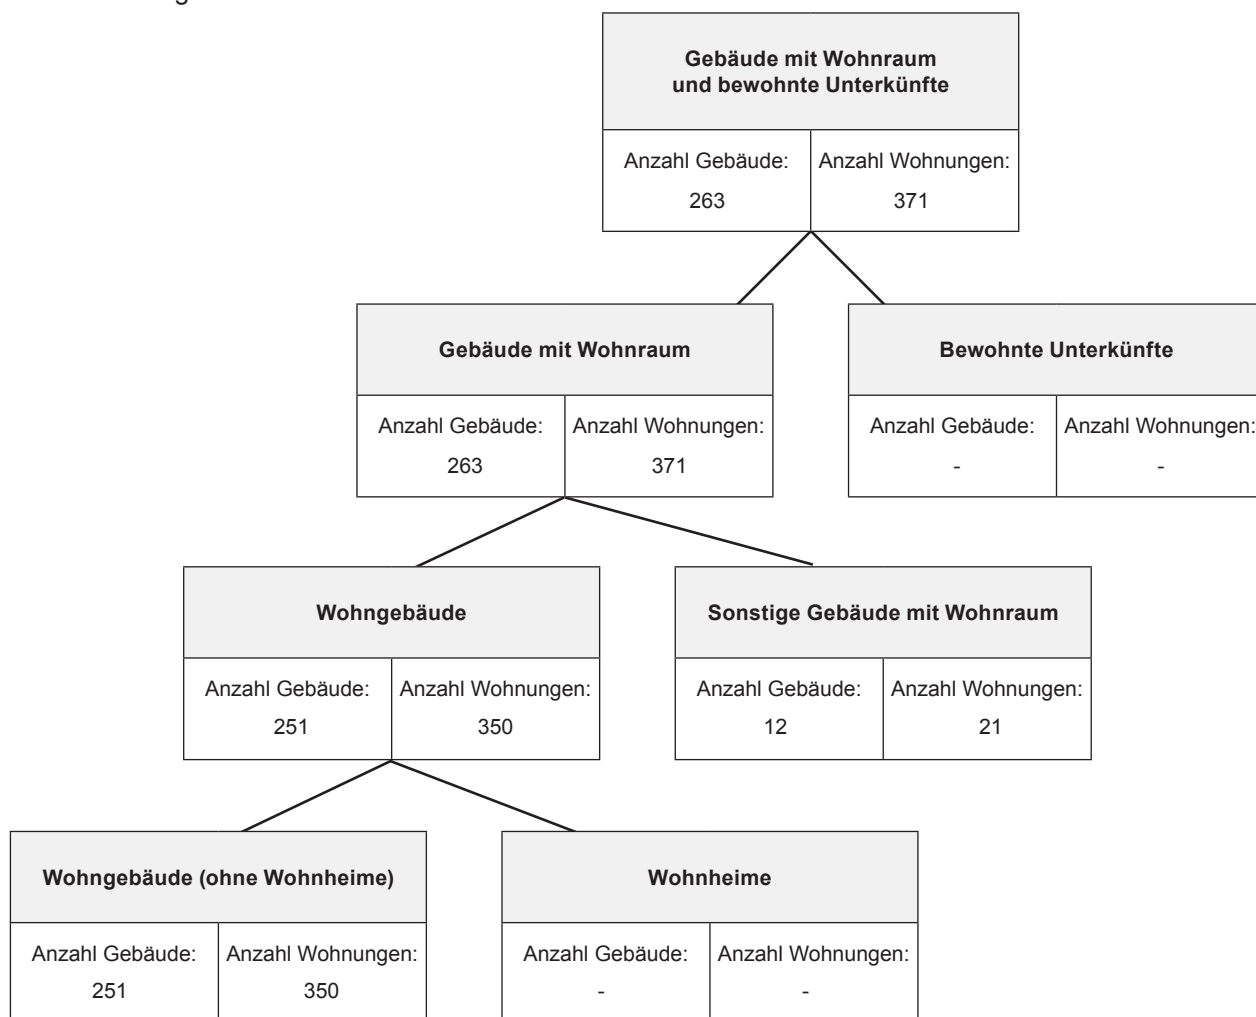 Gebäude mit Wohnraum
und bewohnte Unterkünfte
Anzahl Gebäude: Anzahl Wohnungen:
263 371
Gebäude mit Wohnraum
Anzahl Gebäude: Anzahl Wohnungen:
263 371
Bewohnte Unterkünfte
Anzahl Gebäude: Anzahl Wohnungen:
- -
Wohngebäude
Anzahl Gebäude: Anzahl Wohnungen:
251 350
Sonstige Gebäude mit Wohnraum
Anzahl Gebäude: Anzahl Wohnungen:
12 21
Wohngebäude (ohne Wohnheime)
Anzahl Gebäude: Anzahl Wohnungen:
251 350
Wohnheime
Anzahl Gebäude: Anzahl Wohnungen:
- -